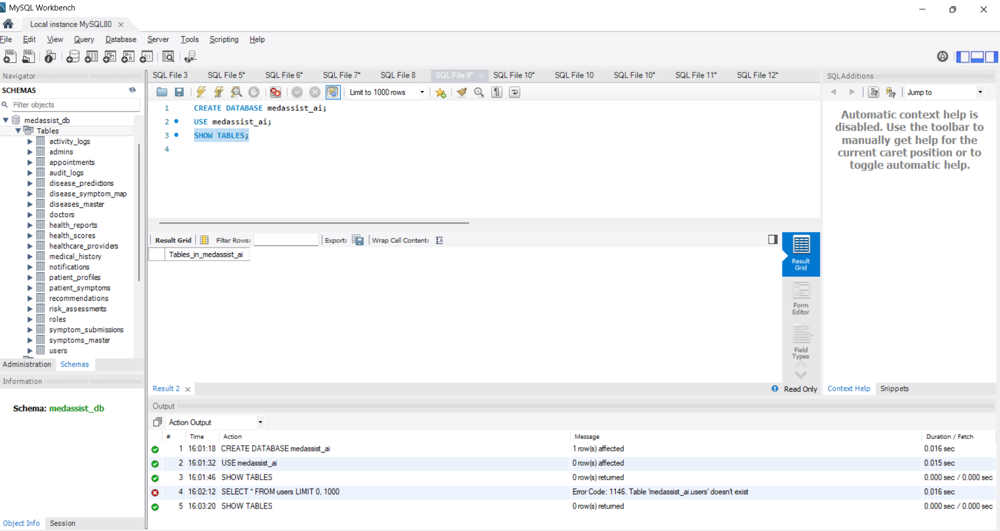 MySQL Workbench
Local instance MySQL80
File Edit View Query Database Server Tools Scripting Help
Navigator
SCHEMAS
Filter objects
medassist_db
Tables
activity_logs
admins
appointments
audit_logs
disease_predictions
disease_symptom_map
diseases_master
doctors
health_reports
health_scores
healthcare_providers
medical_history
notifications
patient_profiles
patient_symptoms
recommendations
risk_assessments
roles
symptom_submissions
symptoms_master
users
Administration Schemas
Information
Schema: medassist_db
Object Info Session
SQL File 3 SQL File 5* SQL File 6* SQL File 7* SQL File 8 SQL File 9* SQL File 10* SQL File 10 SQL File 10* SQL File 11* SQL File 12*
Limit to 1000 rows
1 CREATE DATABASE medassist_ai;
2 USE medassist_ai;
3 SHOW TABLES;
4
Result Grid Filter Rows: Export: Wrap Cell Content:
Tables_in_medassist_ai
Result
Grid
Form
Editor
Field
Types
Result 2 Read Only
SQLAdditions
Jump to
Automatic context help is
disabled. Use the toolbar to
manually get help for the
current caret position or to
toggle automatic help.
Context Help Snippets
Output
Action Output
# Time Action Message Duration / Fetch
1 16:01:18 CREATE DATABASE medassist_ai 1 row(s) affected 0.016 sec
2 16:01:32 USE medassist_ai 0 row(s) affected 0.015 sec
3 16:01:46 SHOW TABLES 0 row(s) returned 0.000 sec / 0.000 sec
4 16:02:12 SELECT * FROM users LIMIT 0, 1000 Error Code: 1146. Table 'medassist_ai.users' doesn't exist 0.016 sec
5 16:03:20 SHOW TABLES 0 row(s) returned 0.000 sec / 0.000 sec